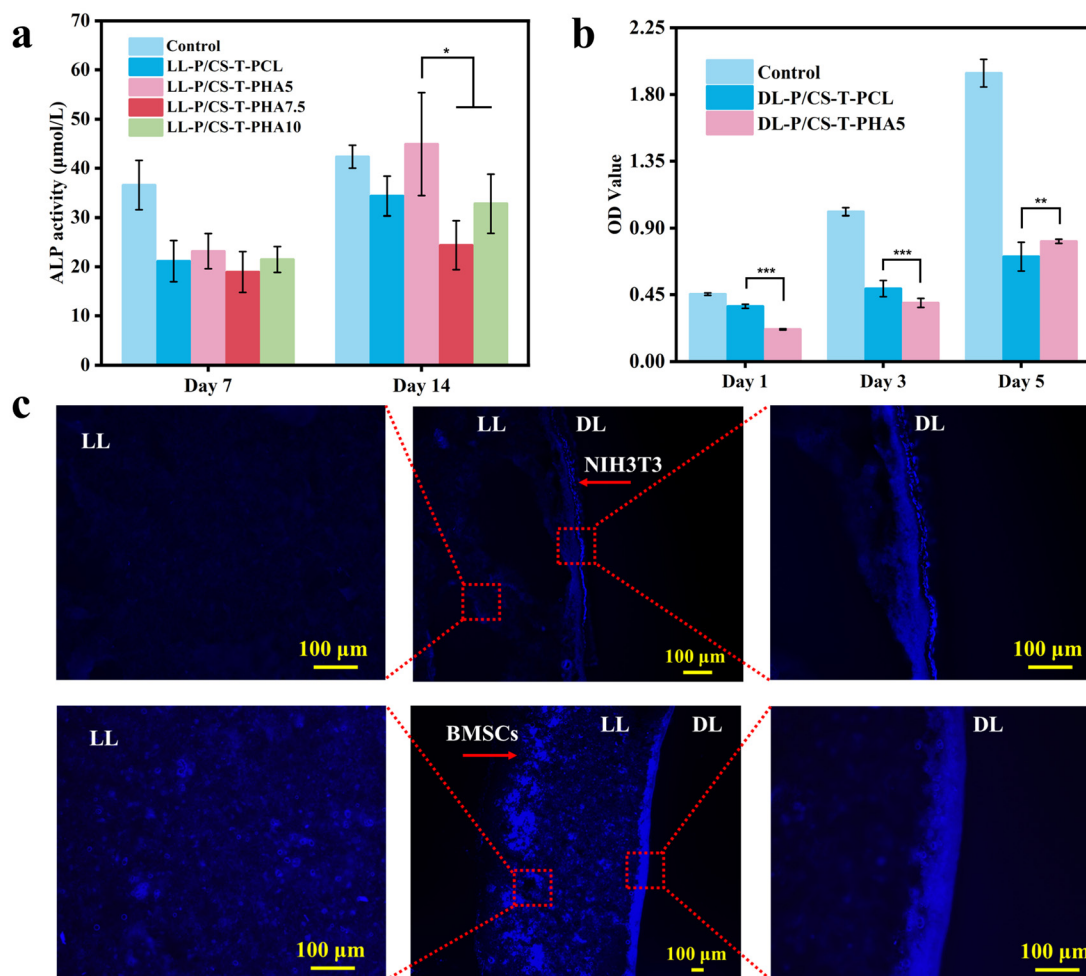 a
ALP activity (μmol/L)
70
60
50
40
30
20
10
0
Control
LL-P/CS-T-PCL
LL-P/CS-T-PHA5
LL-P/CS-T-PHA7.5
LL-P/CS-T-PHA10
*
Day 7
Day 14
b
OD Value
2.25
1.80
1.35
0.90
0.45
0.00
Control
DL-P/CS-T-PCL
DL-P/CS-T-PHA5
***
***
**
Day 1
Day 3
Day 5
c
LL
100 μm
LL
DL
NIH3T3
100 μm
DL
100 μm
LL
100 μm
BMSCs
LL
DL
100 μm
DL
100 μm